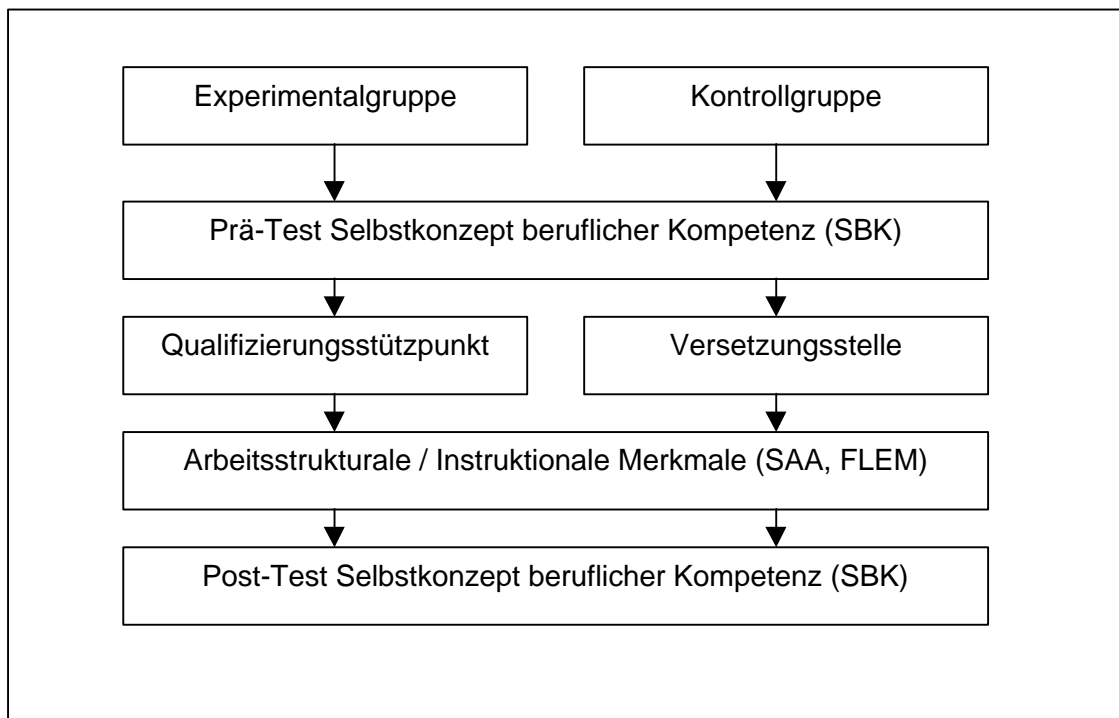 Experimentalgruppe
Kontrollgruppe
Prä-Test Selbstkonzept beruflicher Kompetenz (SBK)
Qualifizierungsstützpunkt
Versetzungsstelle
Arbeitsstrukturale / Instruktionale Merkmale (SAA, FLEM)
Post-Test Selbstkonzept beruflicher Kompetenz (SBK)